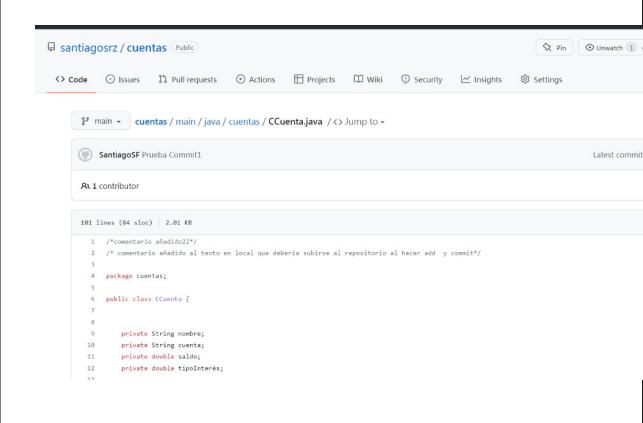 santiagosrz / cuentas Public Pin Unwatch 1
<> Code Issues Pull requests Actions Projects Wiki Security Insights Settings
main cuentas / main / java / cuentas / CCuenta.java / <> Jump to
SantiagoSF Prueba Commit1 Latest commit
1 contributor
101 lines (84 sloc) 2.01 KB
1 /*comentario añadido22*/
2 /* comentario añadido al texto en local que debería subirse al repositorio al hacer add y commit*/
3
4 package cuentas;
5
6 public class CCuenta {
7
8
9 private String nombre;
10 private String cuenta;
11 private double saldo;
12 private double tipoInterés;